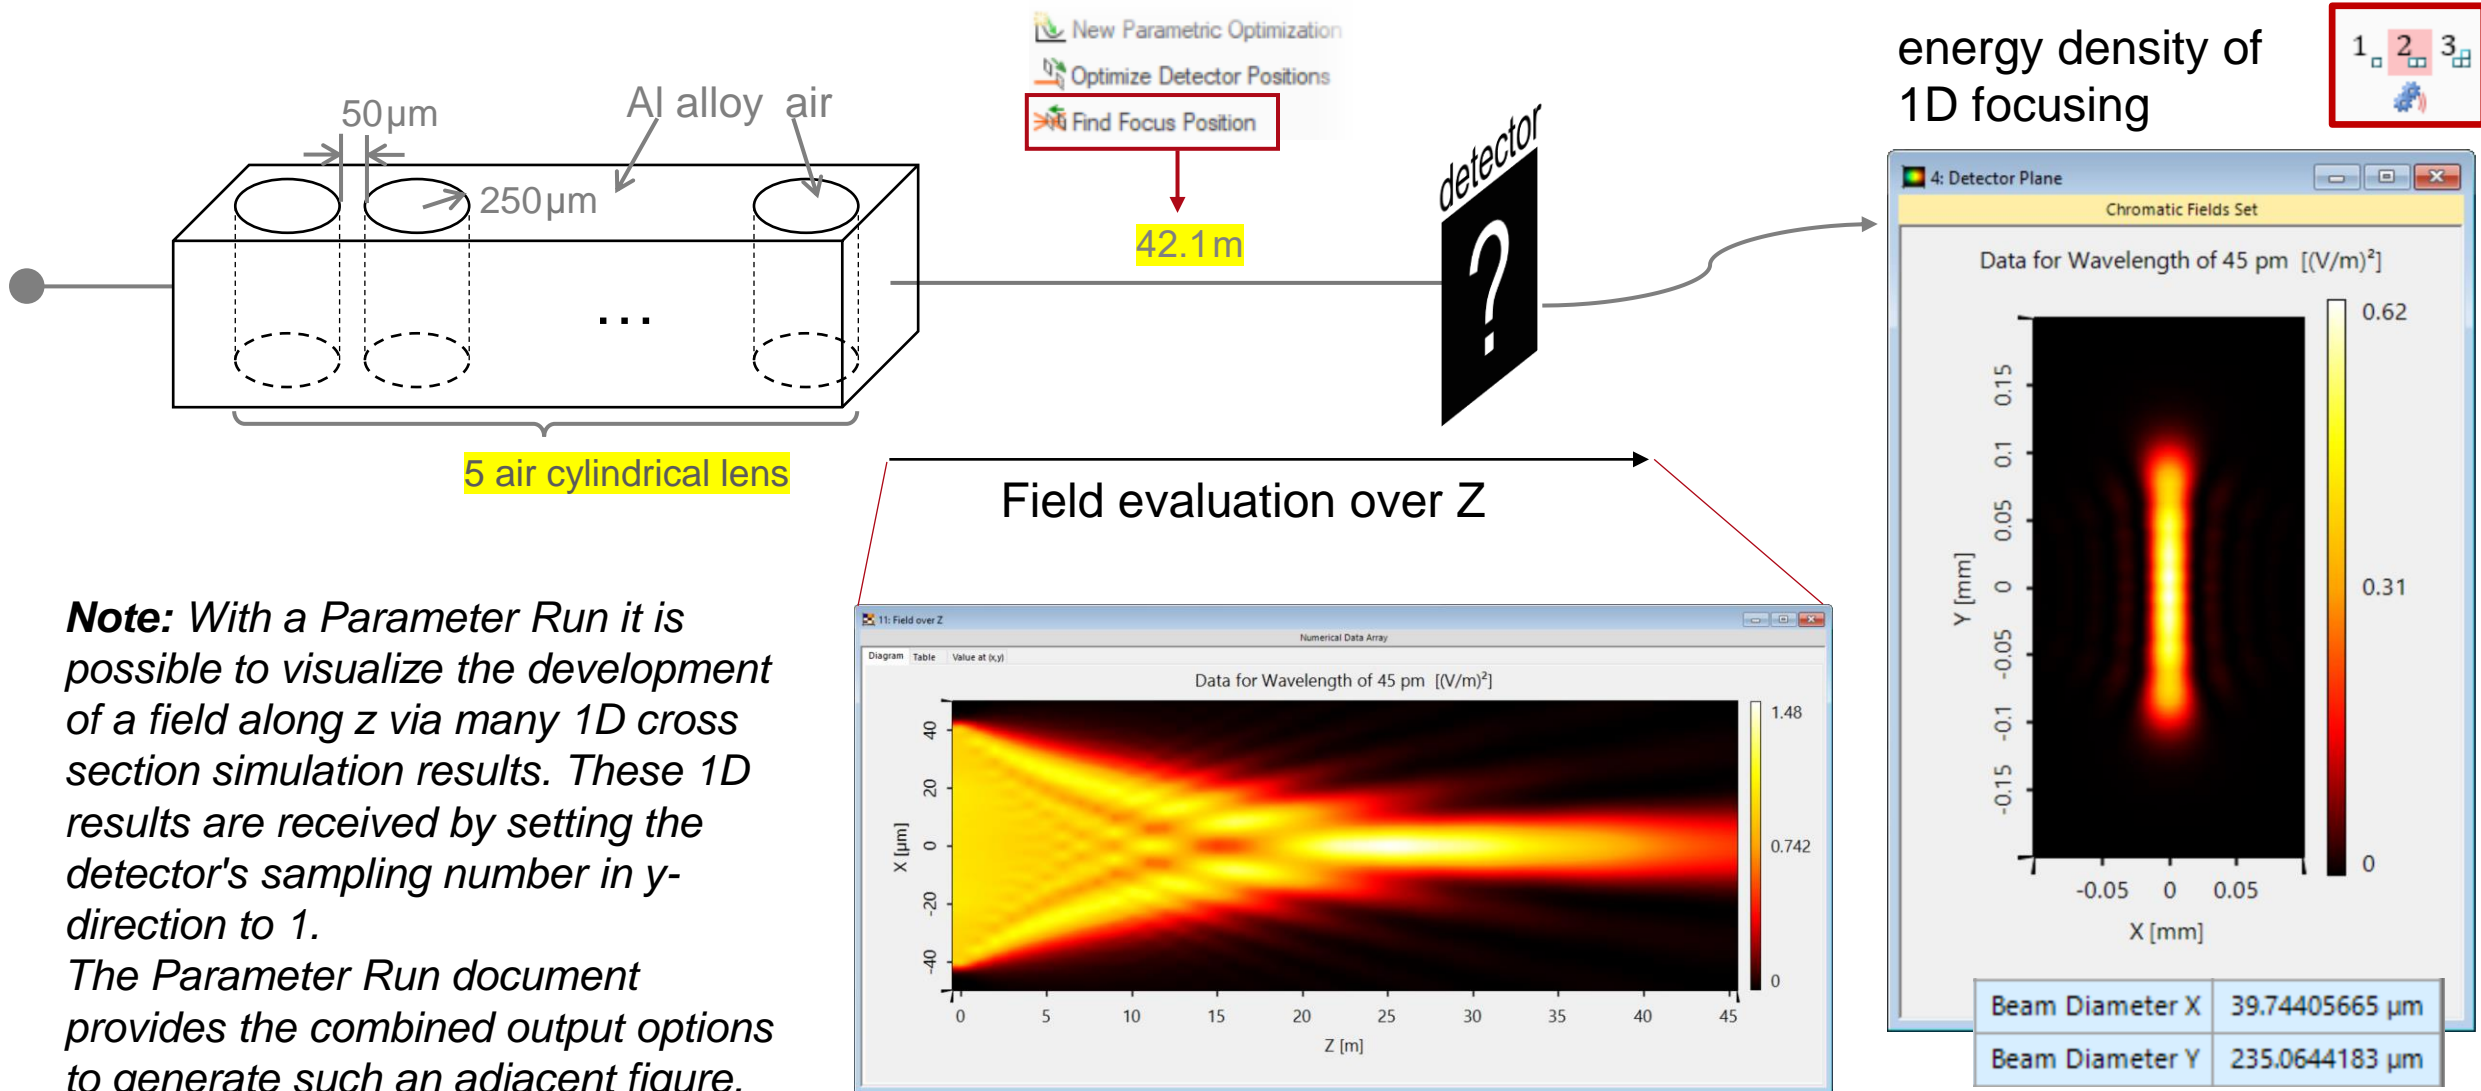 New Parametric Optimization
Optimize Detector Positions
Find Focus Position
42.1m
50µm
Al alloy air
250µm
...
5 air cylindrical lens
detector
?
energy density of
1D focusing
1 2 3
Field evaluation over Z
Note: With a Parameter Run it is
possible to visualize the development
of a field along z via many 1D cross
section simulation results. These 1D
results are received by setting the
detector's sampling number in y-
direction to 1.
The Parameter Run document
provides the combined output options
to generate such an adjacent figure.
11: Field over Z
Numerical Data Array
Diagram Table Value at (x,y)
Data for Wavelength of 45 pm [(V/m)²]
40
20
0
-20
-40
X [µm]
0 5 10 15 20 25 30 35 40 45
Z [m]
1.48
0.742
0
4: Detector Plane
Chromatic Fields Set
Data for Wavelength of 45 pm [(V/m)²]
0.15
0.1
0.05
0
-0.05
-0.1
-0.15
Y [mm]
-0.05 0 0.05
X [mm]
0.62
0.31
0
Beam Diameter X 39.74405665 µm
Beam Diameter Y 235.0644183 µm